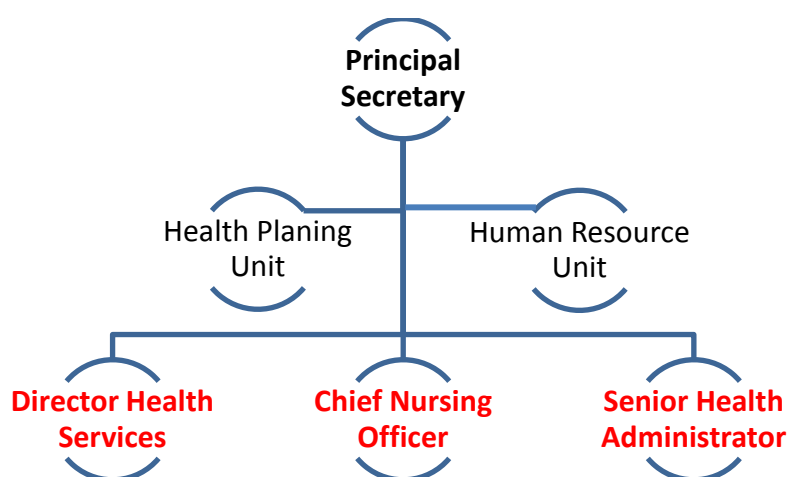 Principal
Secretary
Health Planing
Unit
Human Resource
Unit
Director Health
Services
Chief Nursing
Officer
Senior Health
Administrator